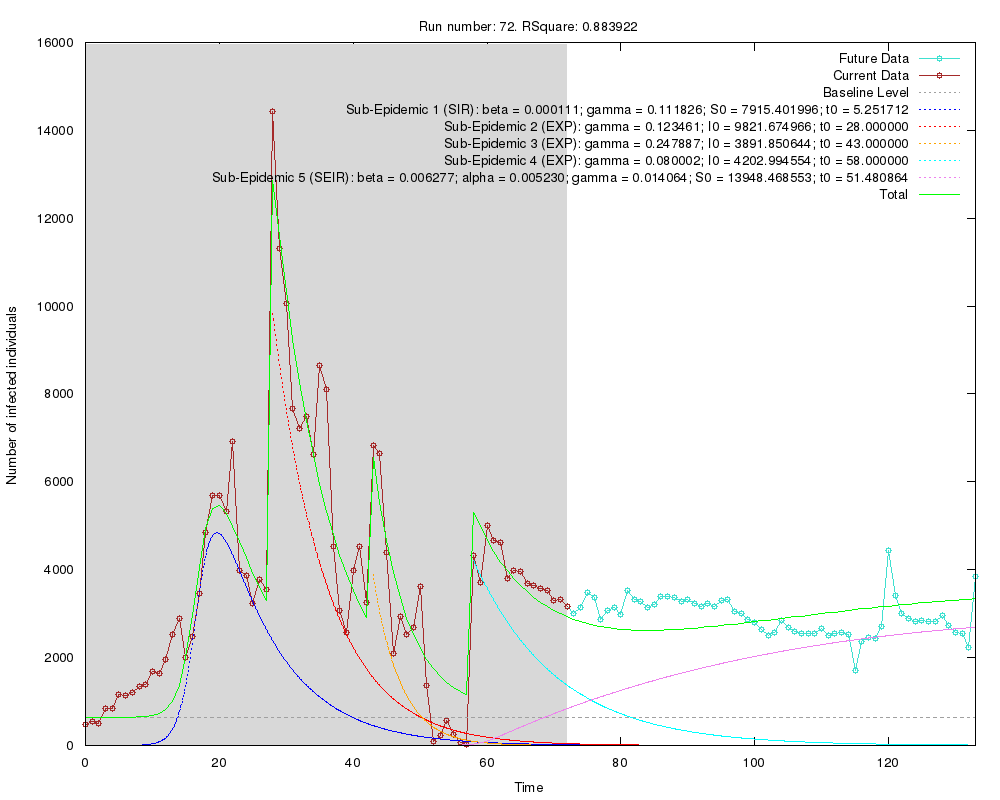 Run number: 72. RSquare: 0.883922
16000
14000
12000
10000
8000
6000
4000
2000
0
Number of infected individuals
Future Data
Current Data
Baseline Level
Sub-Epidemic 1 (SIR): beta = 0.000111; gamma = 0.111826; S0 = 7915.401996; t0 = 5.251712
Sub-Epidemic 2 (EXP): gamma = 0.123461; I0 = 9821.674966; t0 = 28.000000
Sub-Epidemic 3 (EXP): gamma = 0.247887; I0 = 3891.850644; t0 = 43.000000
Sub-Epidemic 4 (EXP): gamma = 0.080002; I0 = 4202.994554; t0 = 58.000000
Sub-Epidemic 5 (SEIR): beta = 0.006277; alpha = 0.005230; gamma = 0.014064; S0 = 13948.468553; t0 = 51.480864
Total
0 20 40 60 80 100 120
Time